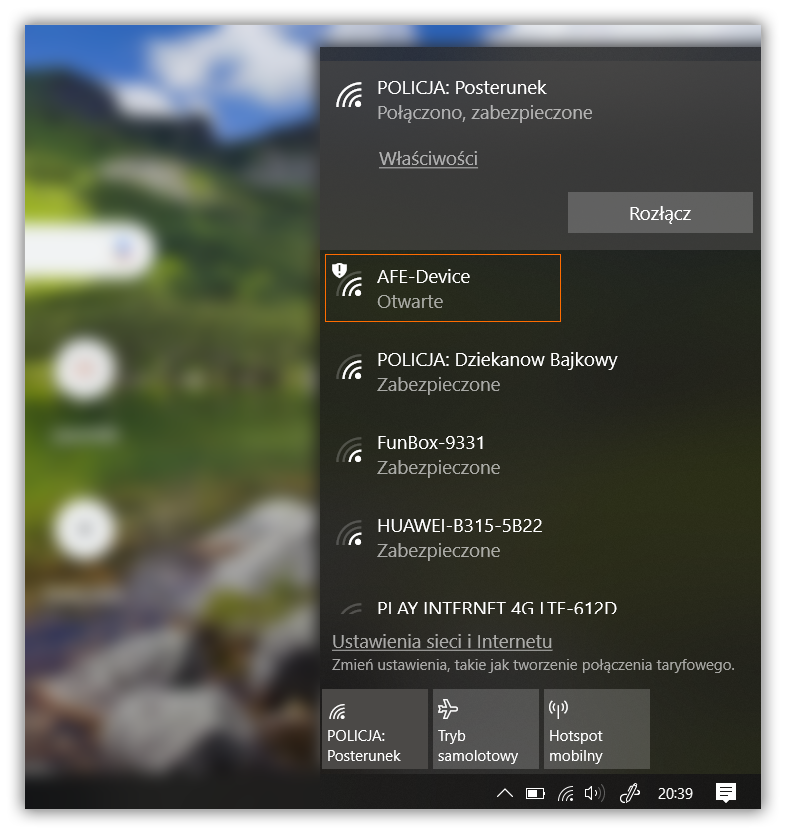 POLICJA: Posterunek
Połączono, zabezpieczone
Właściwości
Rozłącz
AFE-Device
Otwarte
POLICJA: Dziekanow Bajkowy
Zabezpieczone
FunBox-9331
Zabezpieczone
HUAWEI-B315-5B22
Zabezpieczone
PLAY INTERNET 4G LTE-612D
Ustawienia sieci i Internetu
Zmień ustawienia, takie jak tworzenie połączenia taryfowego.
POLICJA:
Posterunek
Tryb
samolotowy
Hotspot
mobilny
20:39